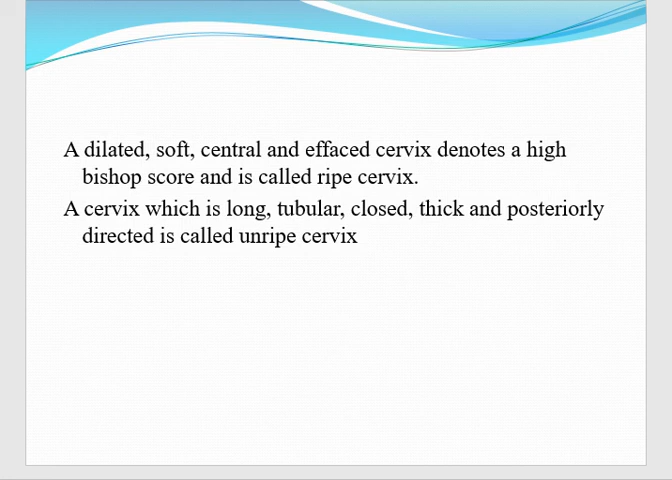 A dilated, soft, central and effaced cervix denotes a high
bishop score and is called ripe cervix.
A cervix which is long, tubular, closed, thick and posteriorly
directed is called unripe cervix